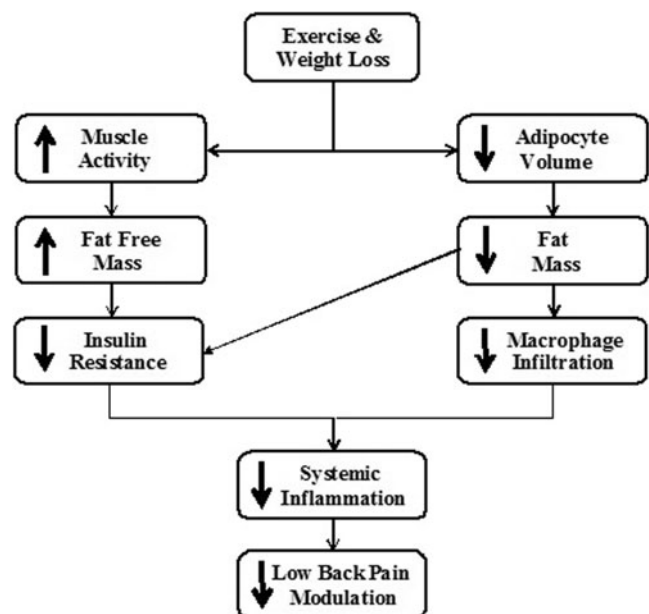 Exercise &
Weight Loss
Muscle
Activity
Adipocyte
Volume
Fat Free
Mass
Fat
Mass
Insulin
Resistance
Macrophage
Infiltration
Systemic
Inflammation
Low Back Pain
Modulation